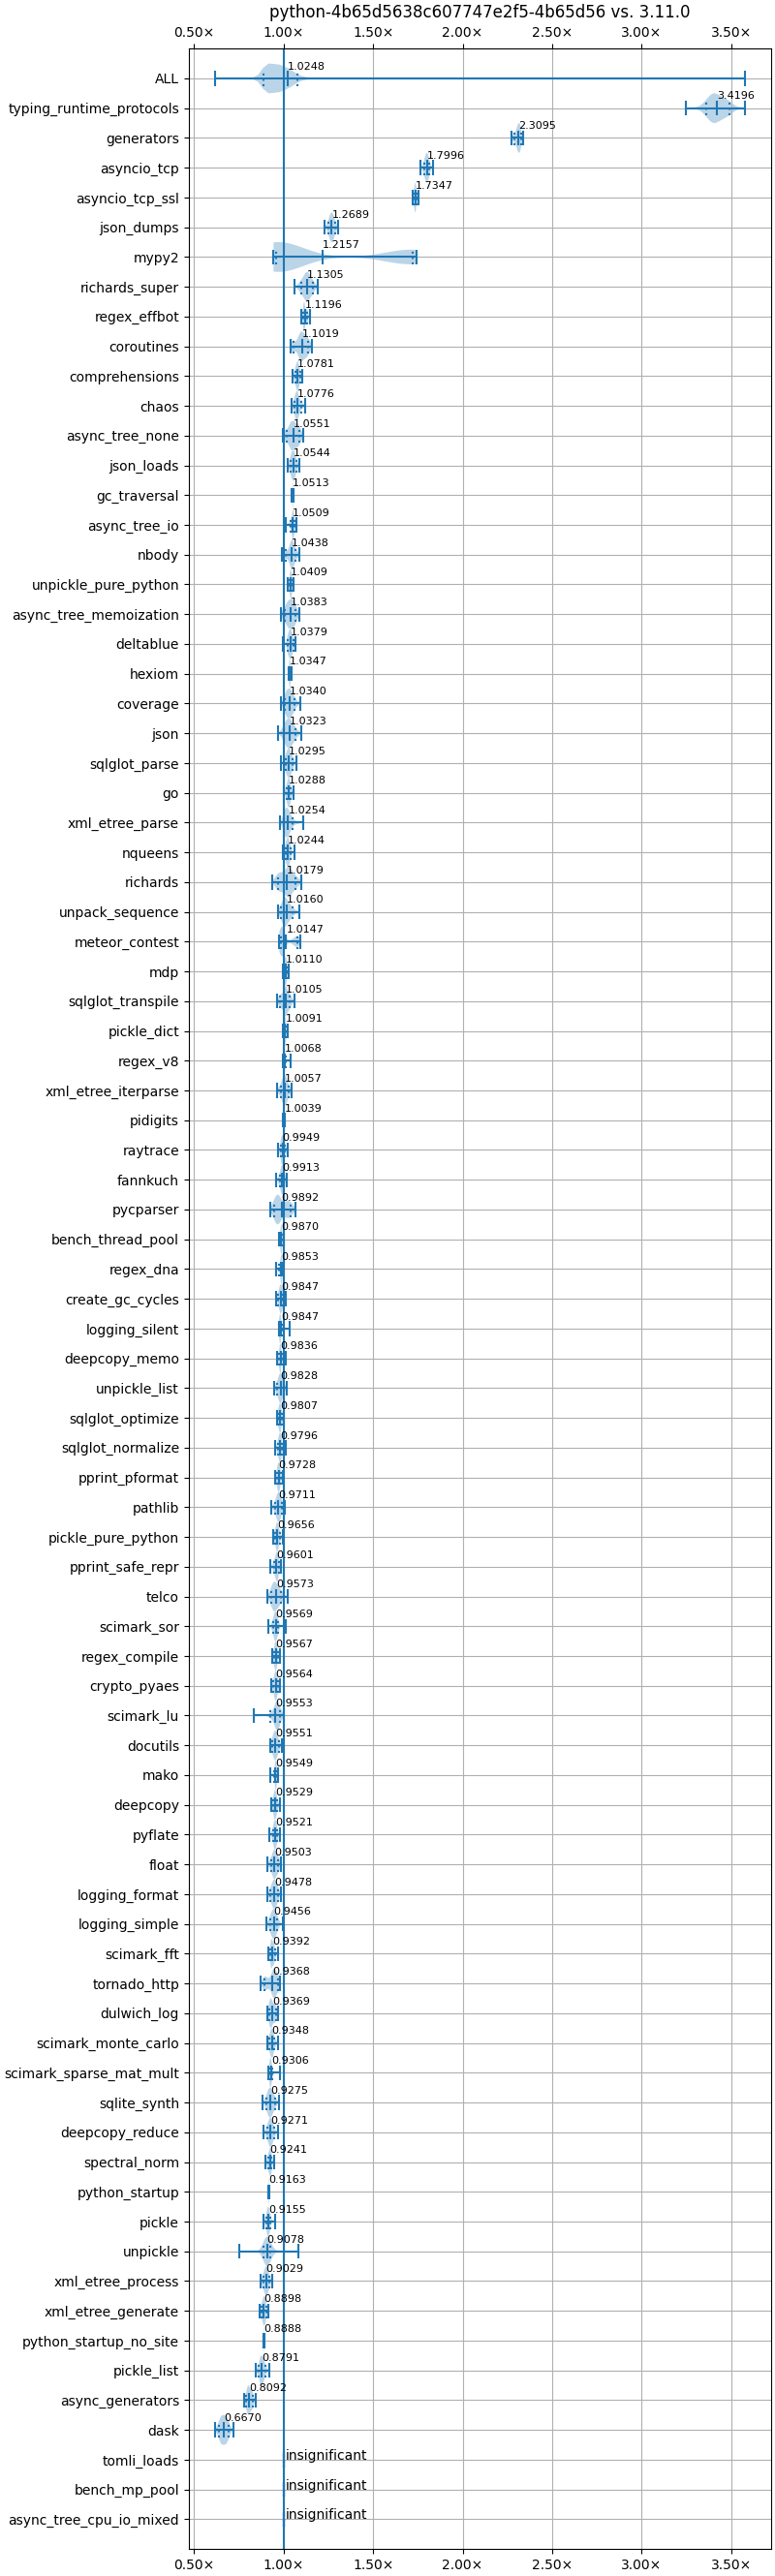 python-4b65d5638c607747e2f5-4b65d56 vs. 3.11.0
0.50× 1.00× 1.50× 2.00× 2.50× 3.00× 3.50×
ALL 1.0248
typing_runtime_protocols 3.4196
generators 2.3095
asyncio_tcp 1.7996
asyncio_tcp_ssl 1.7347
json_dumps 1.2689
mypy2 1.2157
richards_super 1.1305
regex_effbot 1.1196
coroutines 1.1019
comprehensions 1.0781
chaos 1.0776
async_tree_none 1.0551
json_loads 1.0544
gc_traversal 1.0513
async_tree_io 1.0509
nbody 1.0438
unpickle_pure_python 1.0409
async_tree_memoization 1.0383
deltablue 1.0379
hexiom 1.0347
coverage 1.0340
json 1.0323
sqlglot_parse 1.0295
go 1.0288
xml_etree_parse 1.0254
nqueens 1.0244
richards 1.0179
unpack_sequence 1.0160
meteor_contest 1.0147
mdp 1.0110
sqlglot_transpile 1.0105
pickle_dict 1.0091
regex_v8 1.0068
xml_etree_iterparse 1.0057
pidigits 1.0039
raytrace 0.9949
fannkuch 0.9913
pycparser 0.9892
bench_thread_pool 0.9870
regex_dna 0.9853
create_gc_cycles 0.9847
logging_silent 0.9847
deepcopy_memo 0.9836
unpickle_list 0.9828
sqlglot_optimize 0.9807
sqlglot_normalize 0.9796
pprint_pformat 0.9728
pathlib 0.9711
pickle_pure_python 0.9656
pprint_safe_repr 0.9601
telco 0.9573
scimark_sor 0.9569
regex_compile 0.9567
crypto_pyaes 0.9564
scimark_lu 0.9553
docutils 0.9551
mako 0.9549
deepcopy 0.9529
pyflate 0.9521
float 0.9503
logging_format 0.9478
logging_simple 0.9456
scimark_fft 0.9392
tornado_http 0.9368
dulwich_log 0.9369
scimark_monte_carlo 0.9348
scimark_sparse_mat_mult 0.9306
sqlite_synth 0.9275
deepcopy_reduce 0.9271
spectral_norm 0.9241
python_startup 0.9163
pickle 0.9155
unpickle 0.9078
xml_etree_process 0.9029
xml_etree_generate 0.8898
python_startup_no_site 0.8888
pickle_list 0.8791
async_generators 0.8092
dask 0.6670
tomli_loads insignificant
bench_mp_pool insignificant
async_tree_cpu_io_mixed insignificant
0.50× 1.00× 1.50× 2.00× 2.50× 3.00× 3.50×